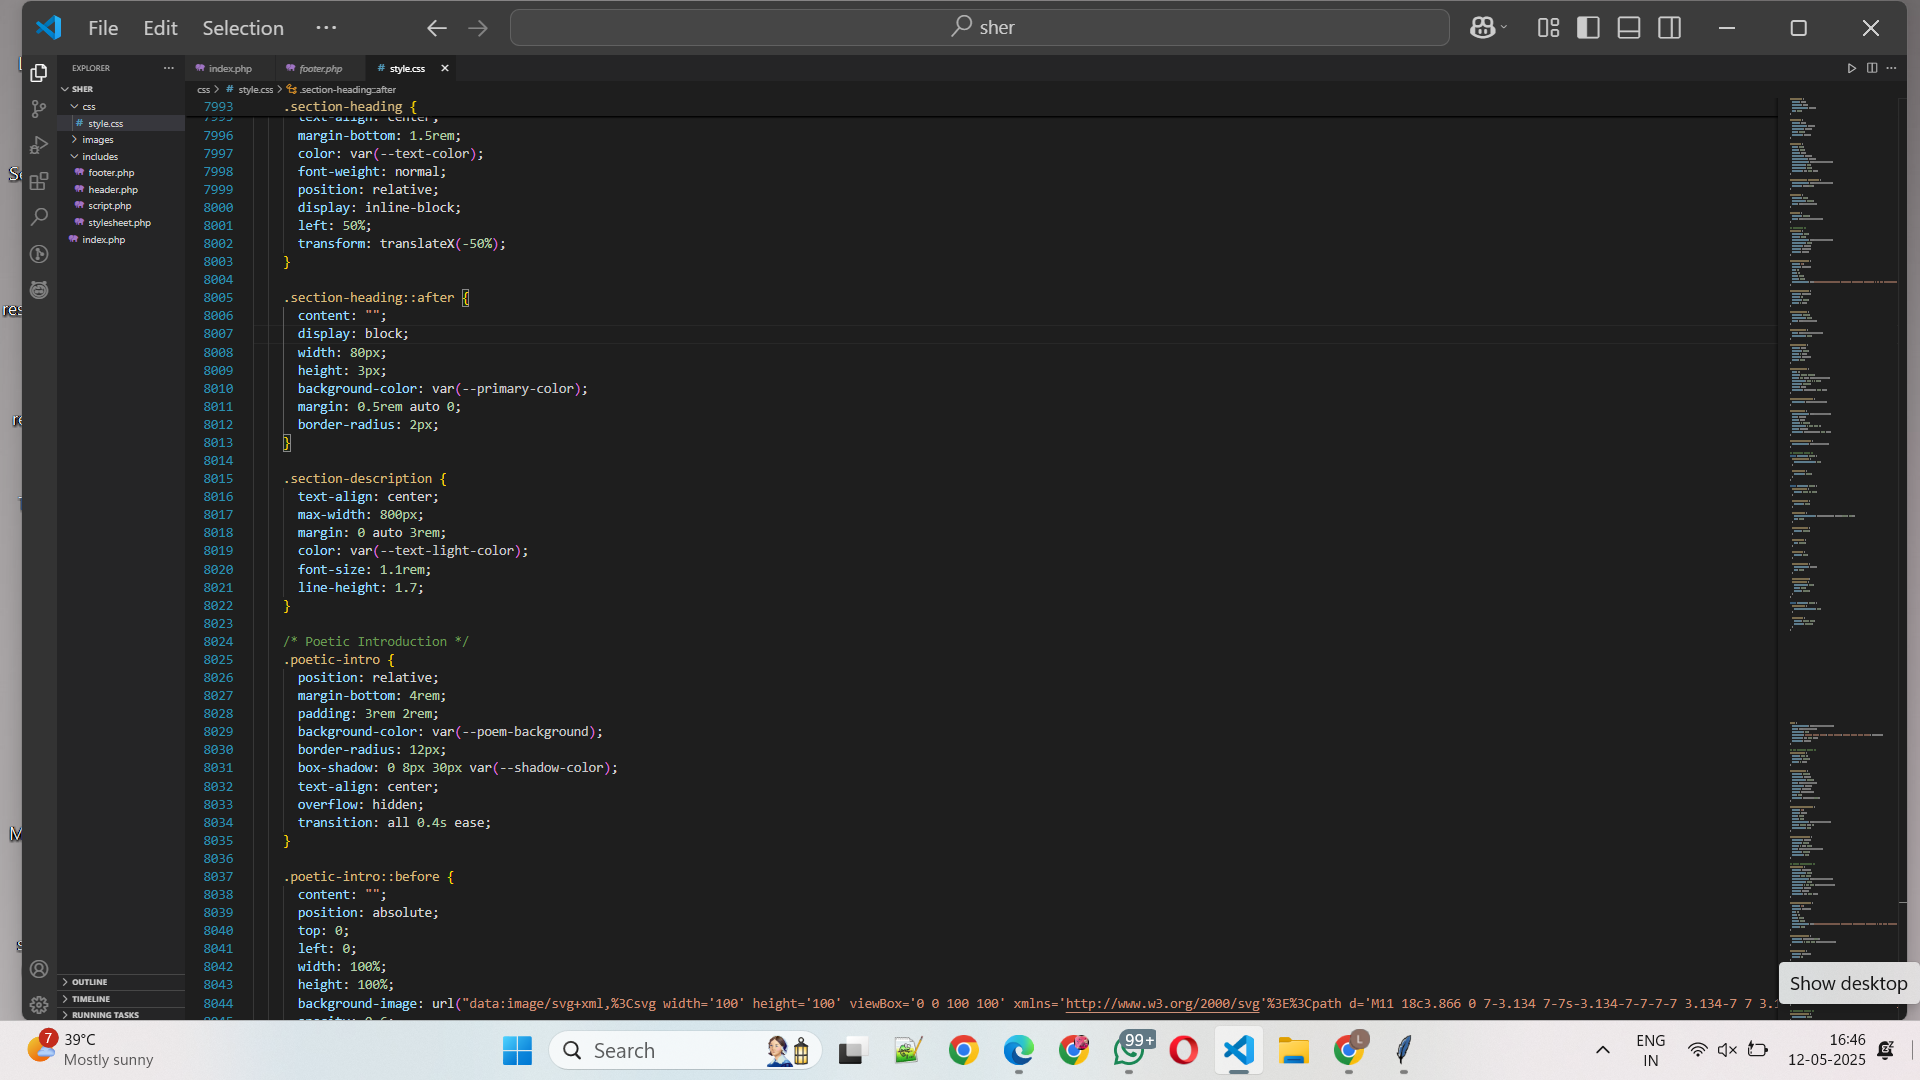 File Edit Selection ···
sher
EXPLORER
SHER
css
style.css
images
includes
footer.php
header.php
script.php
stylesheet.php
index.php
OUTLINE
TIMELINE
RUNNING TASKS
index.php footer.php # style.css
css > # style.css > .section-heading::after
7993 .section-heading {
7995 text-align: center;
7996 margin-bottom: 1.5rem;
7997 color: var(--text-color);
7998 font-weight: normal;
7999 position: relative;
8000 display: inline-block;
8001 left: 50%;
8002 transform: translateX(-50%);
8003 }
8004
8005 .section-heading::after {
8006 content: "";
8007 display: block;
8008 width: 80px;
8009 height: 3px;
8010 background-color: var(--primary-color);
8011 margin: 0.5rem auto 0;
8012 border-radius: 2px;
8013 }
8014
8015 .section-description {
8016 text-align: center;
8017 max-width: 800px;
8018 margin: 0 auto 3rem;
8019 color: var(--text-light-color);
8020 font-size: 1.1rem;
8021 line-height: 1.7;
8022 }
8023
8024 /* Poetic Introduction */
8025 .poetic-intro {
8026 position: relative;
8027 margin-bottom: 4rem;
8028 padding: 3rem 2rem;
8029 background-color: var(--poem-background);
8030 border-radius: 12px;
8031 box-shadow: 0 8px 30px var(--shadow-color);
8032 text-align: center;
8033 overflow: hidden;
8034 transition: all 0.4s ease;
8035 }
8036
8037 .poetic-intro::before {
8038 content: "";
8039 position: absolute;
8040 top: 0;
8041 left: 0;
8042 width: 100%;
8043 height: 100%;
8044 background-image: url("data:image/svg+xml,%3Csvg width='100' height='100' viewBox='0 0 100 100' xmlns='http://www.w3.org/2000/svg'%3E%3Cpath d='M11 18c3.866 0 7-3.134 7-7s-3.134-7-7-7-7 3.134-7 7 3.1
Show desktop
7
39°C
Mostly sunny
Search
99+
L
ENG
IN
16:46
12-05-2025